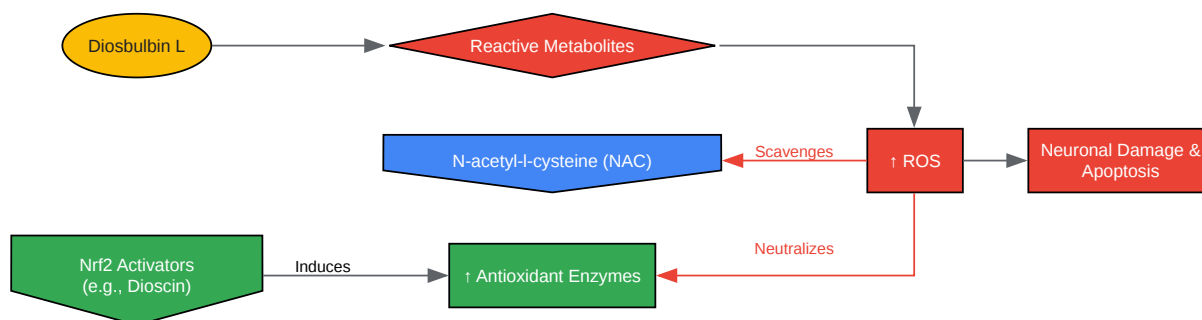 Diosbulbin L
Reactive Metabolites
N-acetyl-l-cysteine (NAC)
Scavenges
↑ ROS
Neuronal Damage &
Apoptosis
Nrf2 Activators
(e.g., Dioscin)
Induces
↑ Antioxidant Enzymes
Neutralizes